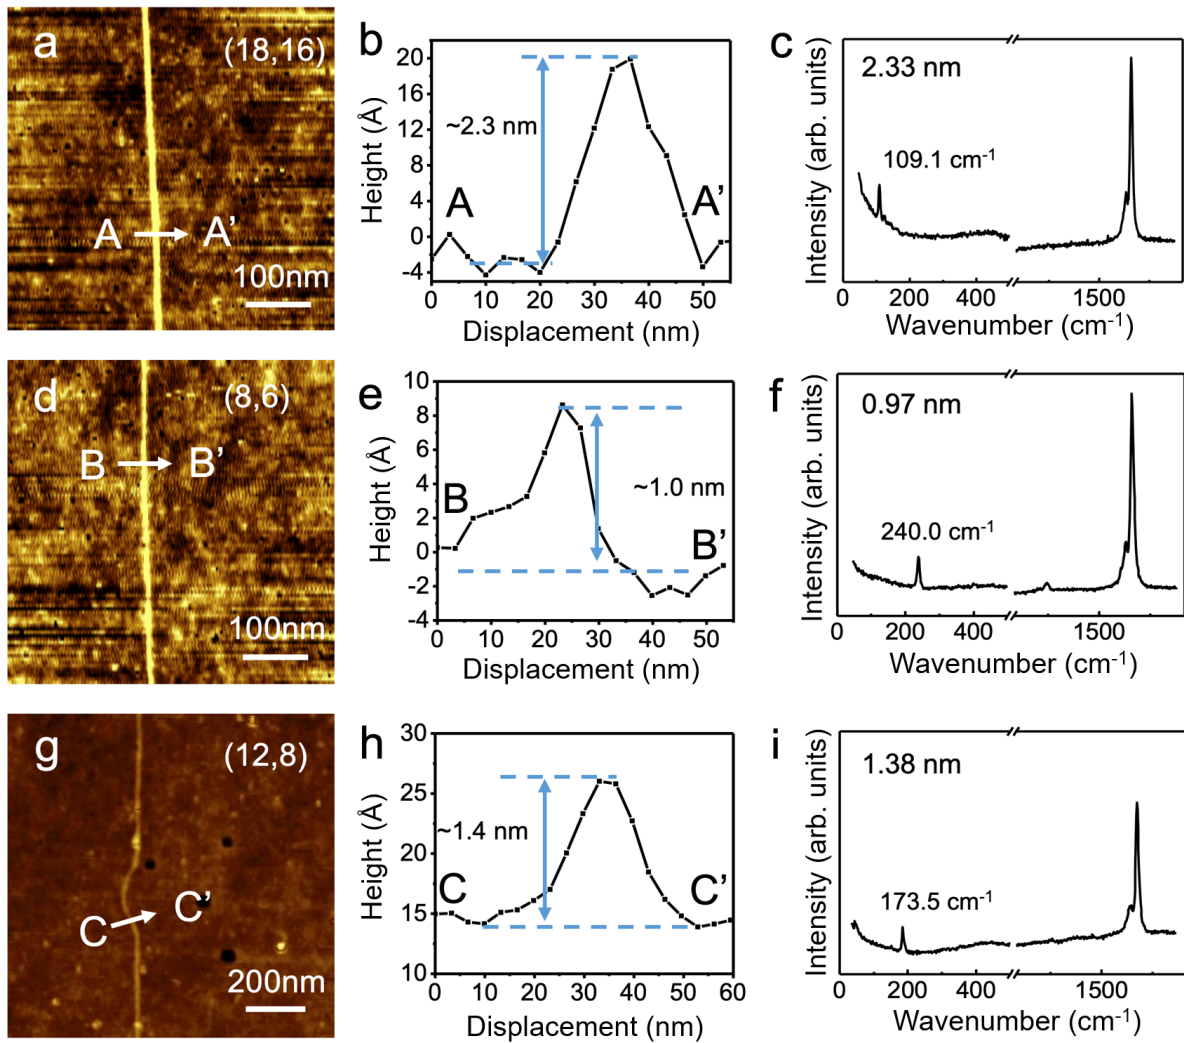 a
(18,16)
A
A’
100nm
b
Height (Å)
20
16
12
8
4
0
-4
~2.3 nm
A
A’
0
10
20
30
40
50
Displacement (nm)
c
Intensity (arb. units)
2.33 nm
109.1 cm⁻¹
0
200
400
1500
Wavenumber (cm⁻¹)
d
(8,6)
B
B’
100nm
e
Height (Å)
10
8
6
4
2
0
-2
-4
B
~1.0 nm
B’
0
10
20
30
40
50
Displacement (nm)
f
Intensity (arb. units)
0.97 nm
240.0 cm⁻¹
0
200
400
1500
Wavenumber (cm⁻¹)
g
(12,8)
C
C’
200nm
h
Height (Å)
30
25
20
15
10
~1.4 nm
C
C’
0
10
20
30
40
50
60
Displacement (nm)
i
Intensity (arb. units)
1.38 nm
173.5 cm⁻¹
0
200
400
1500
Wavenumber (cm⁻¹)